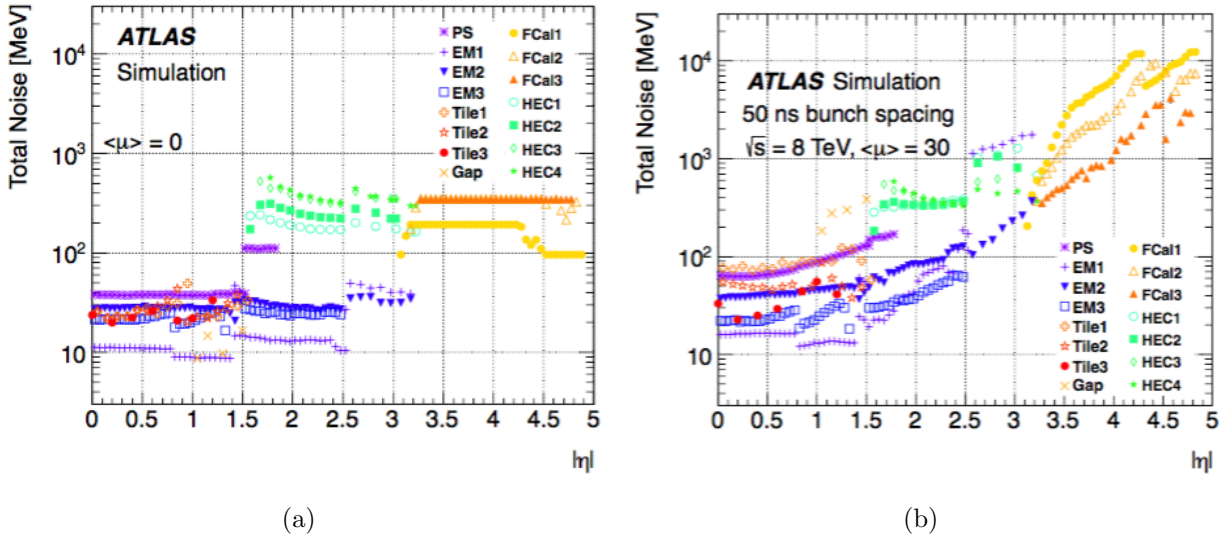 Total Noise [MeV]
10⁴
10³
10²
10
ATLAS
Simulation
<μ> = 0
PS
EM1
EM2
EM3
Tile1
Tile2
Tile3
Gap
FCal1
FCal2
FCal3
HEC1
HEC2
HEC3
HEC4
0 0.5 1 1.5 2 2.5 3 3.5 4 4.5 5
|η|
(a)
Total Noise [MeV]
10⁴
10³
10²
10
ATLAS Simulation
50 ns bunch spacing
√s = 8 TeV, <μ> = 30
PS
EM1
EM2
EM3
Tile1
Tile2
Tile3
Gap
FCal1
FCal2
FCal3
HEC1
HEC2
HEC3
HEC4
0 0.5 1 1.5 2 2.5 3 3.5 4 4.5 5
|η|
(b)